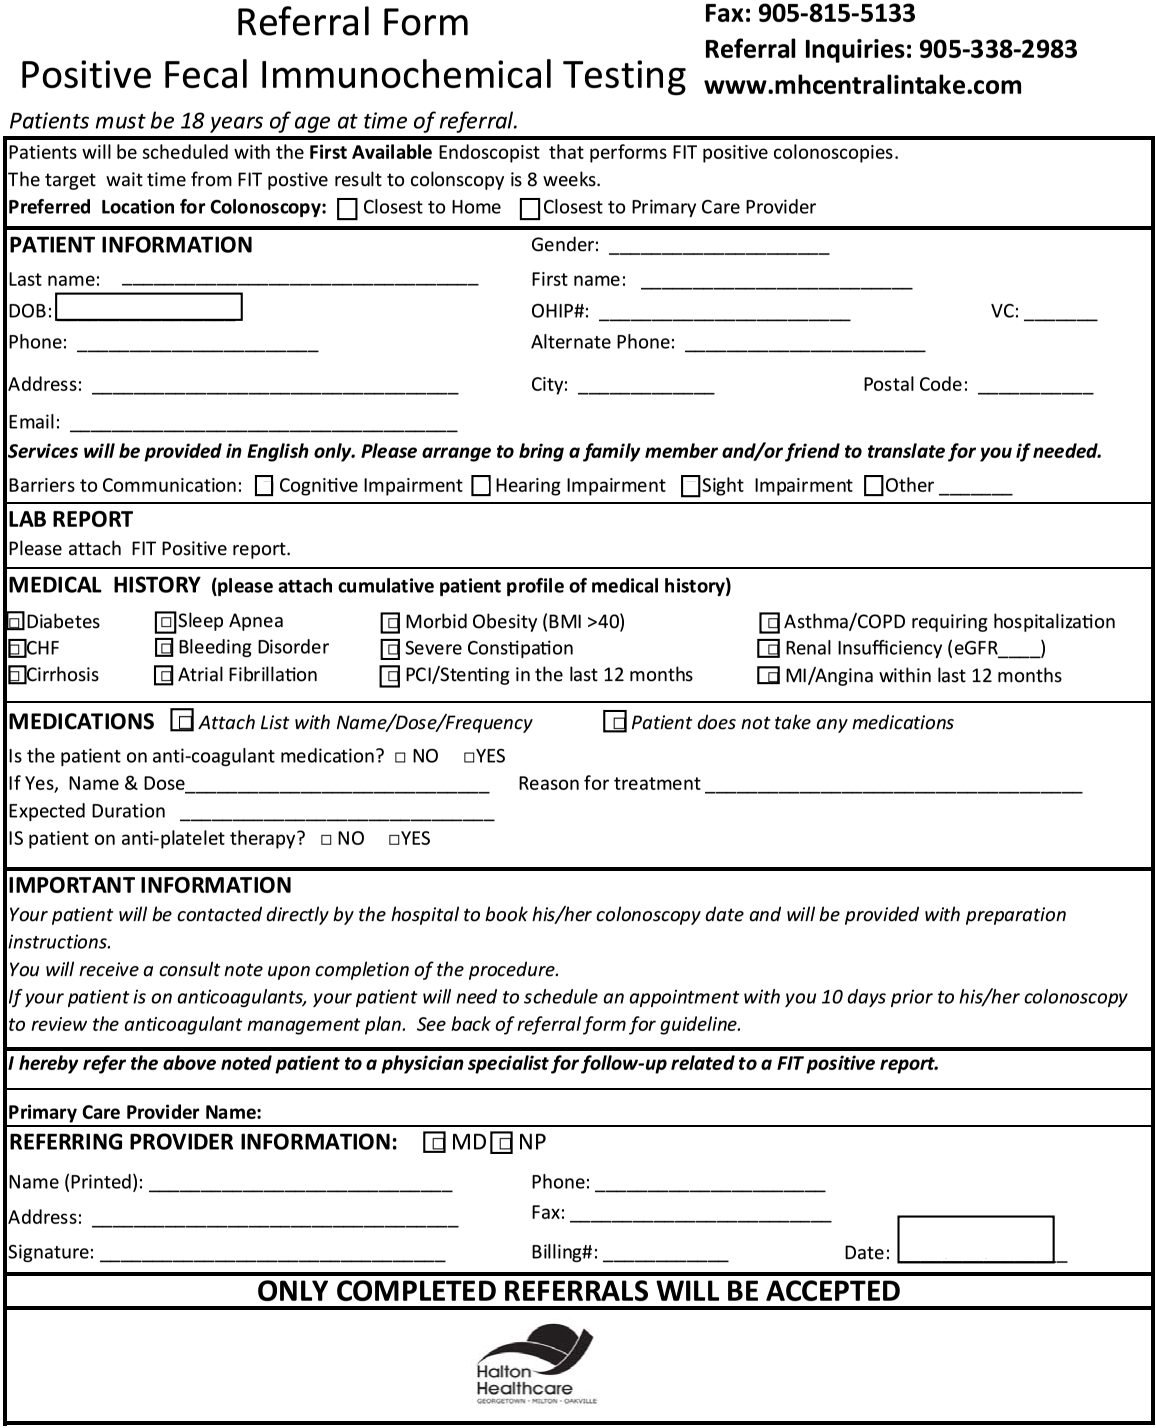 Referral Form
Positive Fecal Immunochemical Testing
Fax: 905-815-5133
Referral Inquiries: 905-338-2983
www.mhcentralintake.com
Patients must be 18 years of age at time of referral.
Patients will be scheduled with the First Available Endoscopist that performs FIT positive colonoscopies.
The target wait time from FIT postive result to colonscopy is 8 weeks.
Preferred Location for Colonoscopy: ☐ Closest to Home ☐ Closest to Primary Care Provider
PATIENT INFORMATION Gender: ____________________
Last name: ____________________ First name: ____________________
DOB: ____________________ OHIP#: ____________________ VC: _______
Phone: ____________________ Alternate Phone: ____________________
Address: ____________________ City: _____________ Postal Code: ___________
Email: ____________________
Services will be provided in English only. Please arrange to bring a family member and/or friend to translate for you if needed.
Barriers to Communication: ☐ Cognitive Impairment ☐ Hearing Impairment ☐ Sight Impairment ☐ Other _______
LAB REPORT
Please attach FIT Positive report.
MEDICAL HISTORY (please attach cumulative patient profile of medical history)
☐ Diabetes ☐ Sleep Apnea ☐ Morbid Obesity (BMI >40) ☐ Asthma/COPD requiring hospitalization
☐ CHF ☐ Bleeding Disorder ☐ Severe Constipation ☐ Renal Insufficiency (eGFR____)
☐ Cirrhosis ☐ Atrial Fibrillation ☐ PCI/Stenting in the last 12 months ☐ MI/Angina within last 12 months
MEDICATIONS ☐ Attach List with Name/Dose/Frequency ☐ Patient does not take any medications
Is the patient on anti-coagulant medication? ☐ NO ☐ YES
If Yes, Name & Dose____________________ Reason for treatment ____________________
Expected Duration ____________________
IS patient on anti-platelet therapy? ☐ NO ☐ YES
IMPORTANT INFORMATION
Your patient will be contacted directly by the hospital to book his/her colonoscopy date and will be provided with preparation
instructions.
You will receive a consult note upon completion of the procedure.
If your patient is on anticoagulants, your patient will need to schedule an appointment with you 10 days prior to his/her colonoscopy
to review the anticoagulant management plan. See back of referral form for guideline.
I hereby refer the above noted patient to a physician specialist for follow-up related to a FIT positive report.
Primary Care Provider Name:
REFERRING PROVIDER INFORMATION: ☐ MD ☐ NP
Name (Printed): ____________________ Phone: ____________________
Address: ____________________ Fax: ____________________
Signature: ____________________ Billing#: ____________ Date: ____________
ONLY COMPLETED REFERRALS WILL BE ACCEPTED
Halton
Healthcare
GEORGETOWN • MILTON • OAKVILLE